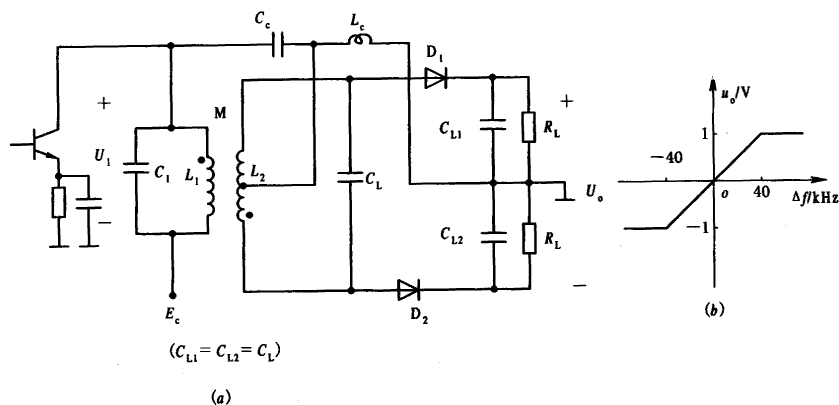 C_c
L_c
D_1
+
M
U_1
C_1
L_1
L_2
C_L
C_L1
R_L
+
U_o
C_L2
R_L
−
−
D_2
E_c
(C_L1 = C_L2 = C_L)
(a)
u_o/V
1
−40
o
40
Δf/kHz
−1
(b)